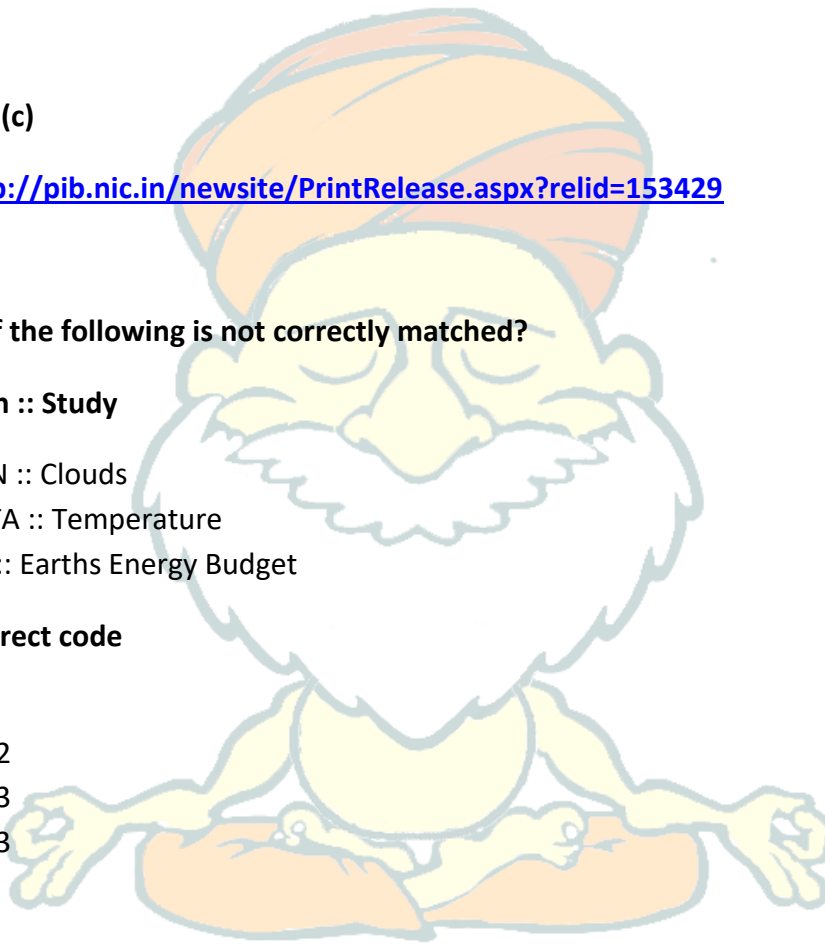 (c)
p://pib.nic.in/newsite/PrintRelease.aspx?relid=153429
f the following is not correctly matched?
n :: Study
N :: Clouds
TA :: Temperature
:: Earths Energy Budget
rect code
2
3
3